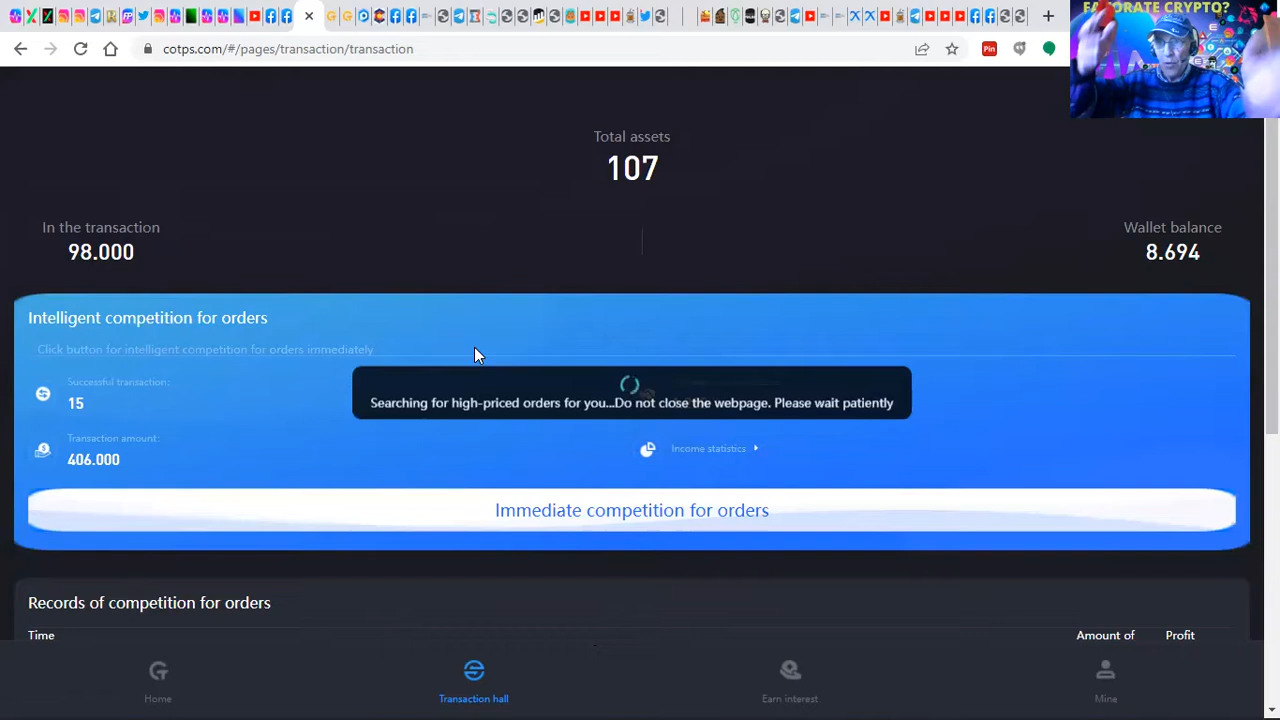 FAVORATE CRYPTO?
cotps.com/#/pages/transaction/transaction
Pin
Total assets
107
In the transaction
98.000
Wallet balance
8.694
Intelligent competition for orders
Click button for intelligent competition for orders immediately
Successful transaction:
15
Searching for high-priced orders for you...Do not close the webpage. Please wait patiently
Transaction amount:
406.000
Income statistics
Immediate competition for orders
Records of competition for orders
Time
Amount of
Profit
Home
Transaction hall
Earn interest
Mine